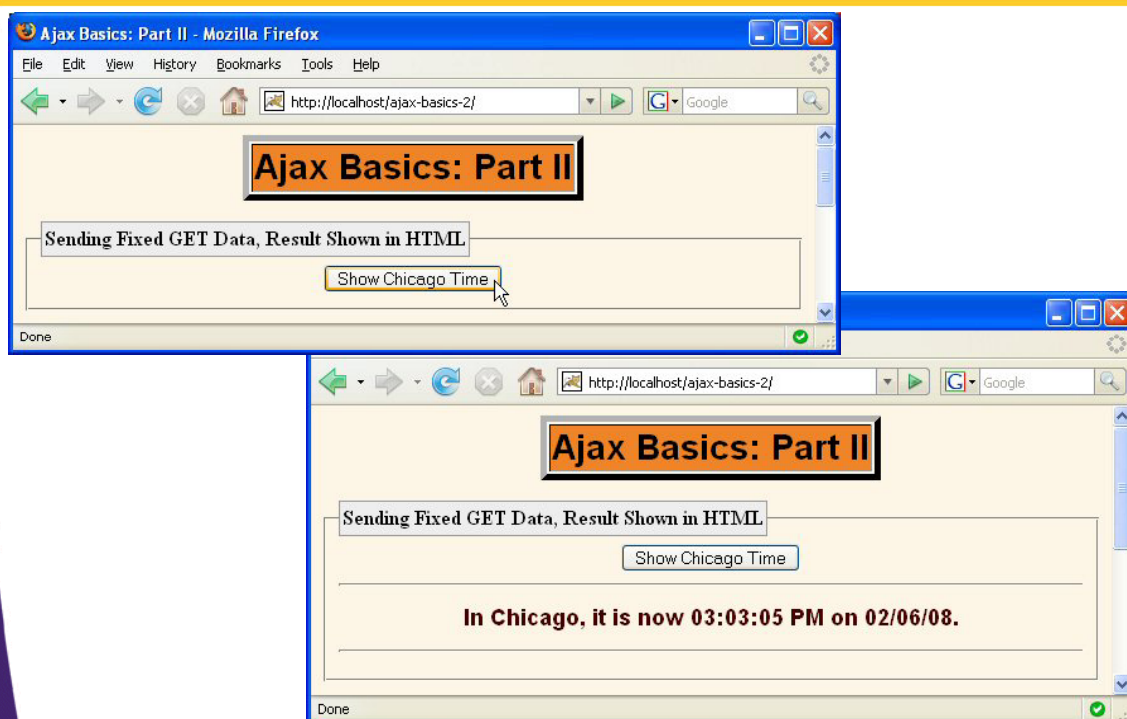 Ajax Basics: Part II - Mozilla Firefox
File Edit View History Bookmarks Tools Help
http://localhost/ajax-basics-2/
G Google
Ajax Basics: Part II
Sending Fixed GET Data, Result Shown in HTML
Show Chicago Time
Done
http://localhost/ajax-basics-2/
G Google
Ajax Basics: Part II
Sending Fixed GET Data, Result Shown in HTML
Show Chicago Time
In Chicago, it is now 03:03:05 PM on 02/06/08.
Done